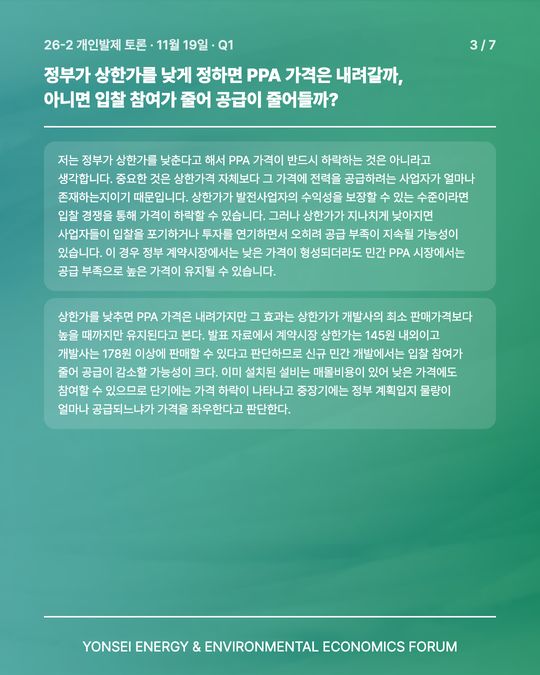 26-2 개인발제 토론 · 11월 19일 · Q1
3 / 7
정부가 상한가를 낮게 정하면 PPA 가격은 내려갈까,
아니면 입찰 참여가 줄어 공급이 줄어들까?
저는 정부가 상한가를 낮춘다고 해서 PPA 가격이 반드시 하락하는 것은 아니라고
생각합니다. 중요한 것은 상한가격 자체보다 그 가격에 전력을 공급하려는 사업자가 얼마나
존재하는지이기 때문입니다. 상한가가 발전사업자의 수익성을 보장할 수 있는 수준이라면
입찰 경쟁을 통해 가격이 하락할 수 있습니다. 그러나 상한가가 지나치게 낮아지면
사업자들이 입찰을 포기하거나 투자를 연기하면서 오히려 공급 부족이 지속될 가능성이
있습니다. 이 경우 정부 계약시장에서는 낮은 가격이 형성되더라도 민간 PPA 시장에서는
공급 부족으로 높은 가격이 유지될 수 있습니다.
상한가를 낮추면 PPA 가격은 내려가지만 그 효과는 상한가가 개발사의 최소 판매가격보다
높을 때까지만 유지된다고 본다. 발표 자료에서 계약시장 상한가는 145원 내외이고
개발사는 178원 이상에 판매할 수 있다고 판단하므로 신규 민간 개발에서는 입찰 참여가
줄어 공급이 감소할 가능성이 크다. 이미 설치된 설비는 매몰비용이 있어 낮은 가격에도
참여할 수 있으므로 단기에는 가격 하락이 나타나고 중장기에는 정부 계획입지 물량이
얼마나 공급되느냐가 가격을 좌우한다고 판단한다.
YONSEI ENERGY & ENVIRONMENTAL ECONOMICS FORUM